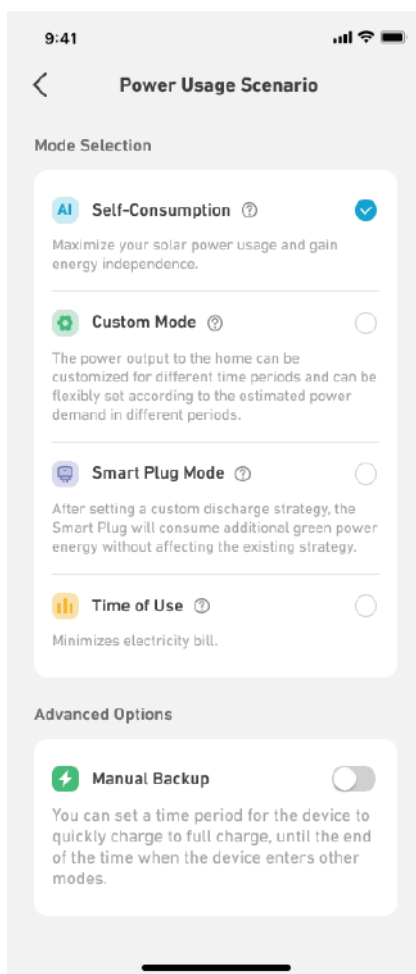 9:41
Power Usage Scenario
Mode Selection
AI Self-Consumption ?
Maximize your solar power usage and gain
energy independence.
Custom Mode ?
The power output to the home can be
customized for different time periods and can be
flexibly set according to the estimated power
demand in different periods.
Smart Plug Mode ?
After setting a custom discharge strategy, the
Smart Plug will consume additional green power
energy without affecting the existing strategy.
Time of Use ?
Minimizes electricity bill.
Advanced Options
Manual Backup
You can set a time period for the device to
quickly charge to full charge, until the end
of the time when the device enters other
modes.